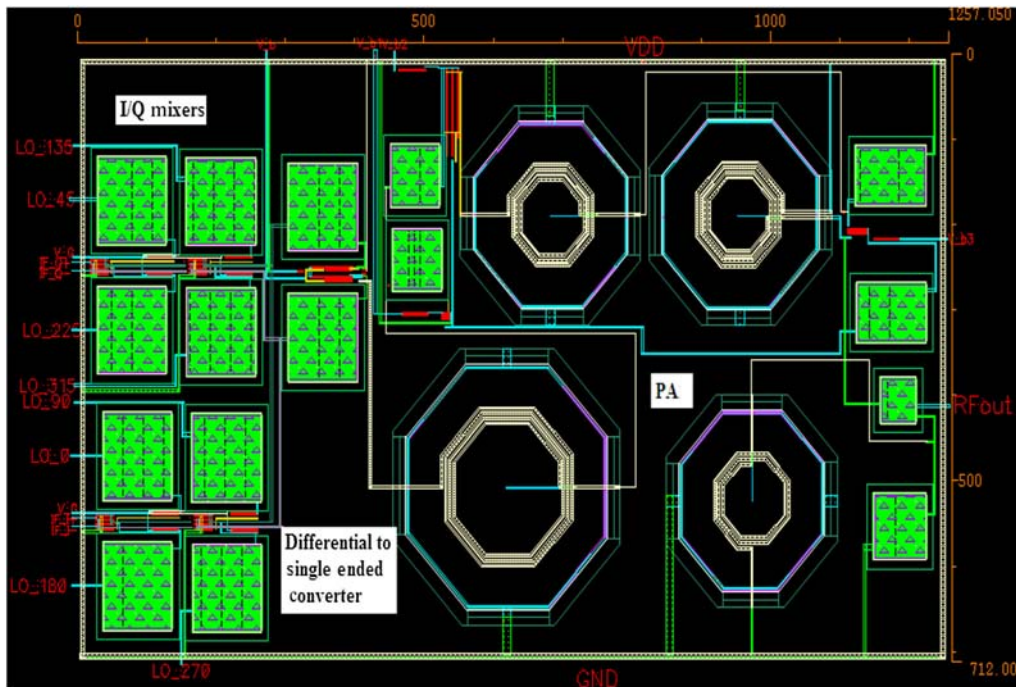 0
500
1000
1257.050
VDD
0
I/Q mixers
LO_135
LO_45
LO_225
LO_315
LO_90
PA
RFout
LO_0
500
Differential to
single ended
converter
LO_180
LO_270
GND
712.00